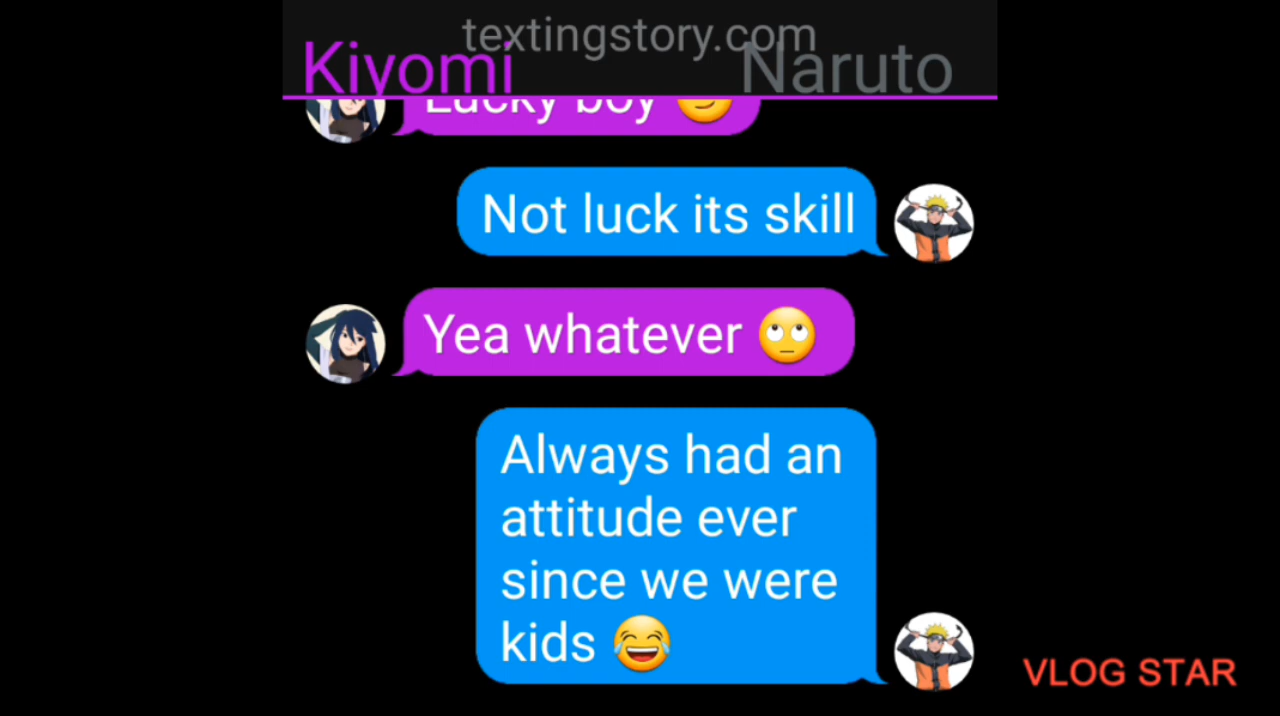 textingstory.com
Kiyomi Naruto
Lucky boy 😏
Not luck its skill
Yea whatever 🙄
Always had an
attitude ever
since we were
kids 😂
VLOG STAR